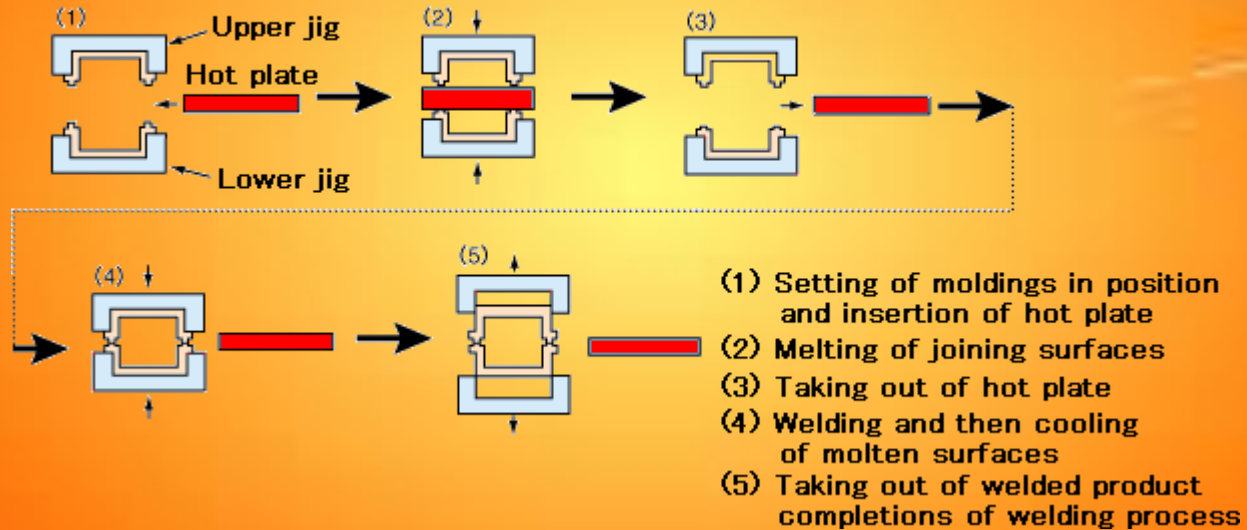 (1)
Upper jig
Hot plate
Lower jig
(2)
(3)
(4)
(5)
(1) Setting of moldings in position
and insertion of hot plate
(2) Melting of joining surfaces
(3) Taking out of hot plate
(4) Welding and then cooling
of molten surfaces
(5) Taking out of welded product
completions of welding process